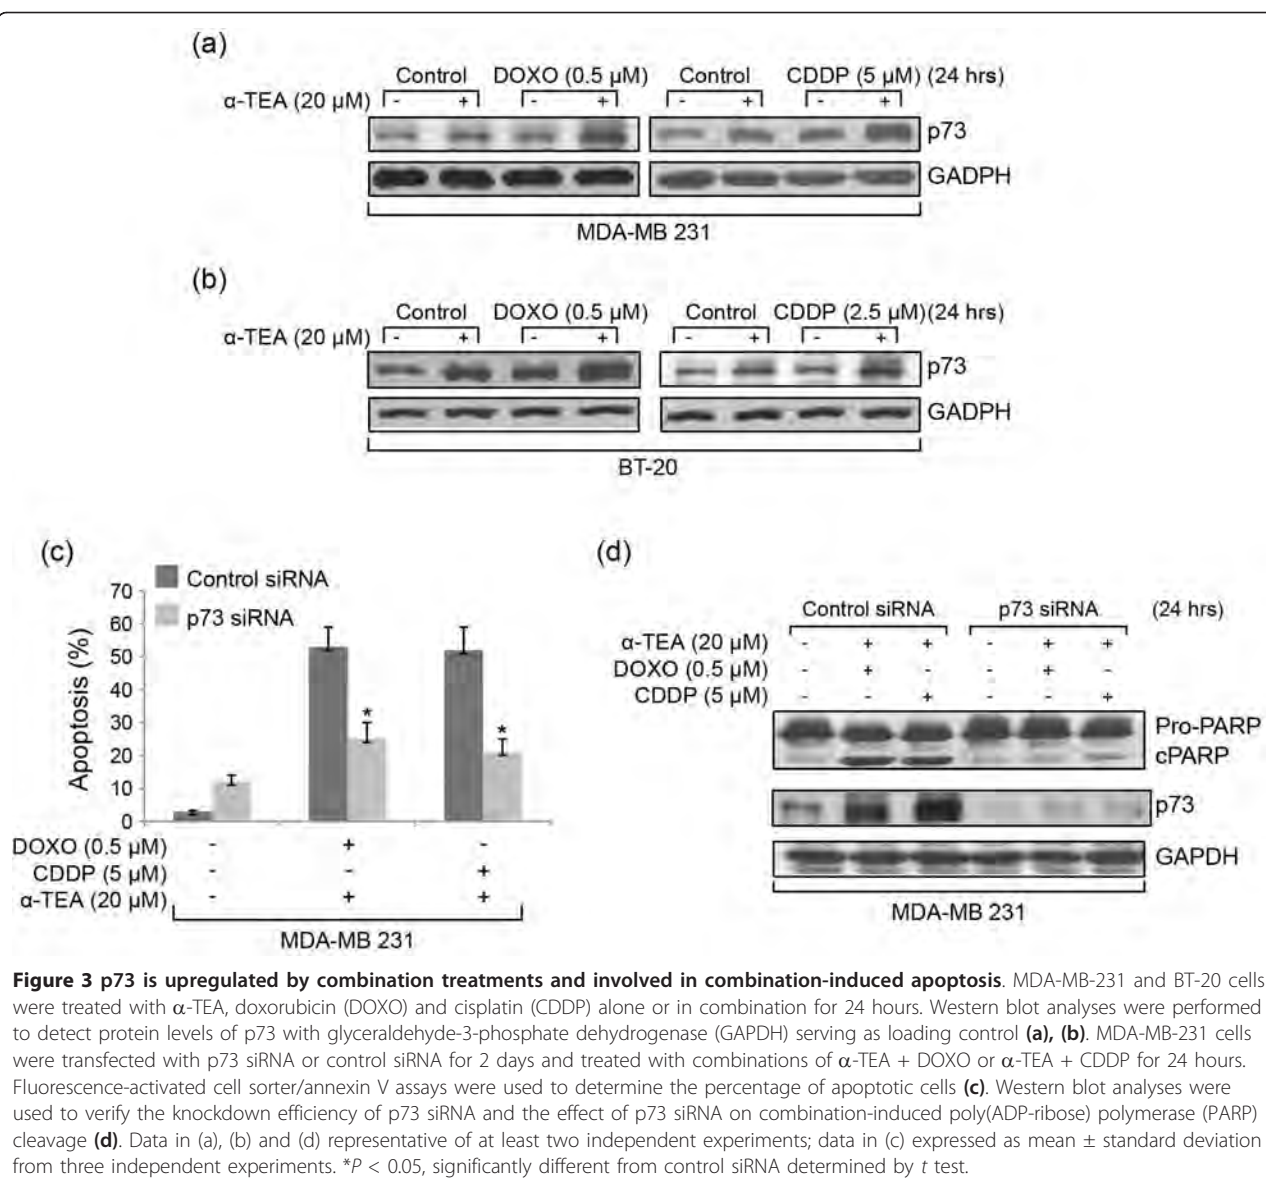 (a)
Control DOXO (0.5 µM) Control CDDP (5 µM) (24 hrs)
α-TEA (20 µM) - + - + - + - +
p73
GADPH
MDA-MB 231
(b)
Control DOXO (0.5 µM) Control CDDP (2.5 µM)(24 hrs)
α-TEA (20 µM) - + - + - + - +
p73
GADPH
BT-20
(c)
Control siRNA
p73 siRNA
Apoptosis (%)
70
60
50
40
30
20
10
0
* *
DOXO (0.5 µM) - + -
CDDP (5 µM) - - +
α-TEA (20 µM) - + +
MDA-MB 231
(d)
Control siRNA p73 siRNA (24 hrs)
α-TEA (20 µM) - + + - + +
DOXO (0.5 µM) - + - - + -
CDDP (5 µM) - - + - - +
Pro-PARP
cPARP
p73
GAPDH
MDA-MB 231
Figure 3 p73 is upregulated by combination treatments and involved in combination-induced apoptosis. MDA-MB-231 and BT-20 cells
were treated with α-TEA, doxorubicin (DOXO) and cisplatin (CDDP) alone or in combination for 24 hours. Western blot analyses were performed
to detect protein levels of p73 with glyceraldehyde-3-phosphate dehydrogenase (GAPDH) serving as loading control (a), (b). MDA-MB-231 cells
were transfected with p73 siRNA or control siRNA for 2 days and treated with combinations of α-TEA + DOXO or α-TEA + CDDP for 24 hours.
Fluorescence-activated cell sorter/annexin V assays were used to determine the percentage of apoptotic cells (c). Western blot analyses were
used to verify the knockdown efficiency of p73 siRNA and the effect of p73 siRNA on combination-induced poly(ADP-ribose) polymerase (PARP)
cleavage (d). Data in (a), (b) and (d) representative of at least two independent experiments; data in (c) expressed as mean ± standard deviation
from three independent experiments. *P < 0.05, significantly different from control siRNA determined by t test.